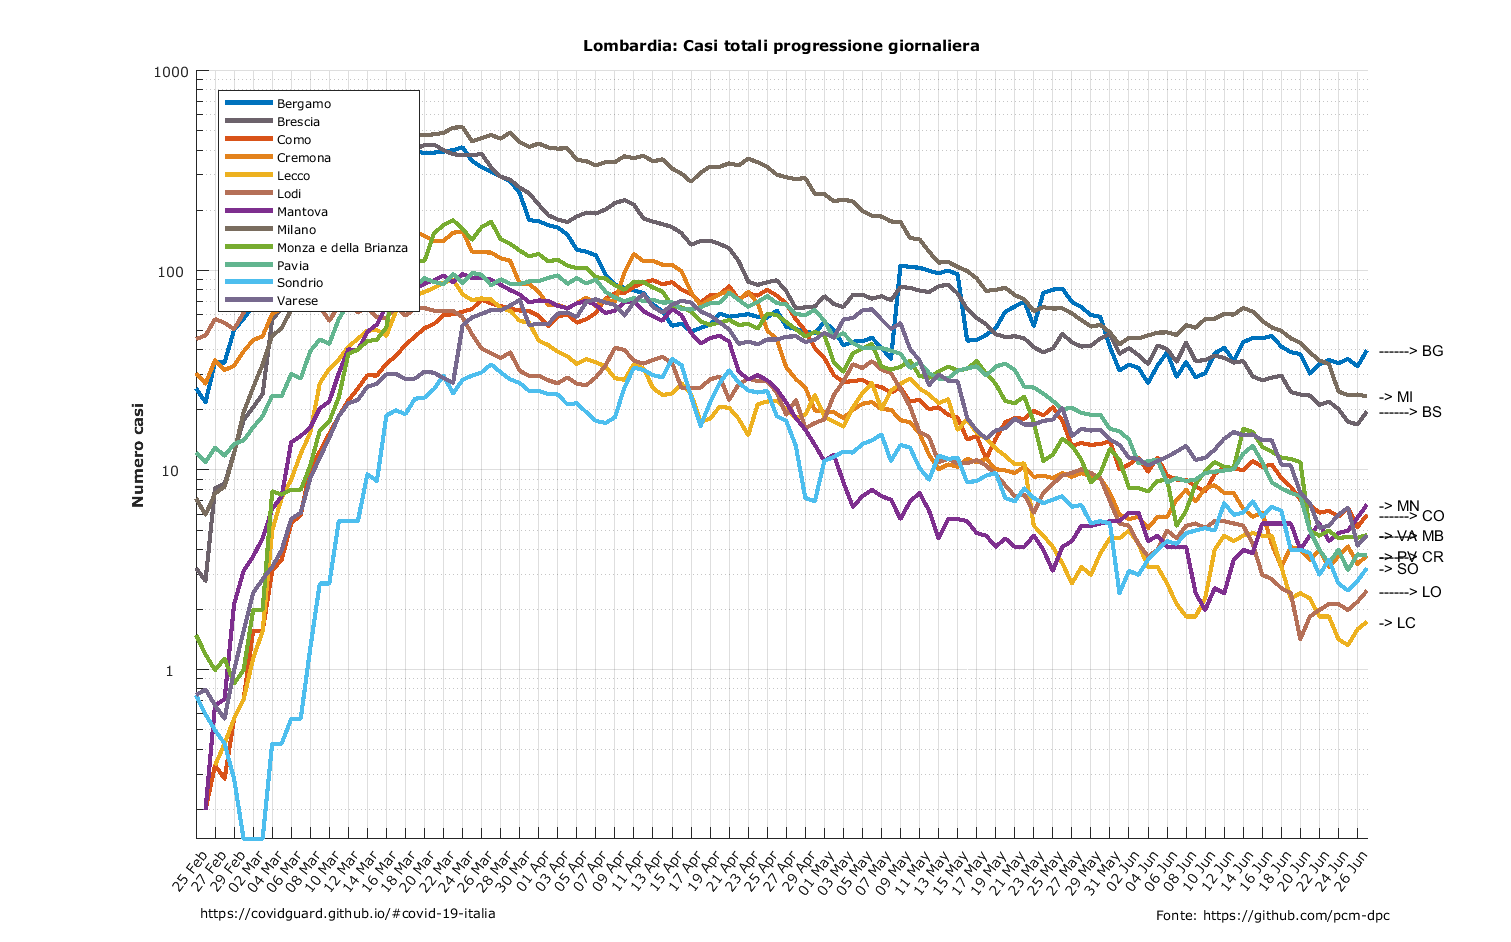 Lombardia: Casi totali progressione giornaliera
1000
100
10
1
Numero casi
Bergamo
Brescia
Como
Cremona
Lecco
Lodi
Mantova
Milano
Monza e della Brianza
Pavia
Sondrio
Varese
------> BG
-> MI
------> BS
-> MN
------> CO
-> VA
------> MB
-> PV
------> CR
-> SO
------> LO
-> LC
25 Feb
27 Feb
29 Feb
02 Mar
04 Mar
06 Mar
08 Mar
10 Mar
12 Mar
14 Mar
16 Mar
18 Mar
20 Mar
22 Mar
24 Mar
26 Mar
28 Mar
30 Mar
01 Apr
03 Apr
05 Apr
07 Apr
09 Apr
11 Apr
13 Apr
15 Apr
17 Apr
19 Apr
21 Apr
23 Apr
25 Apr
27 Apr
29 Apr
01 May
03 May
05 May
07 May
09 May
11 May
13 May
15 May
17 May
19 May
21 May
23 May
25 May
27 May
29 May
31 May
02 Jun
04 Jun
06 Jun
08 Jun
10 Jun
12 Jun
14 Jun
16 Jun
18 Jun
20 Jun
22 Jun
24 Jun
26 Jun
https://covidguard.github.io/#covid-19-italia
Fonte: https://github.com/pcm-dpc